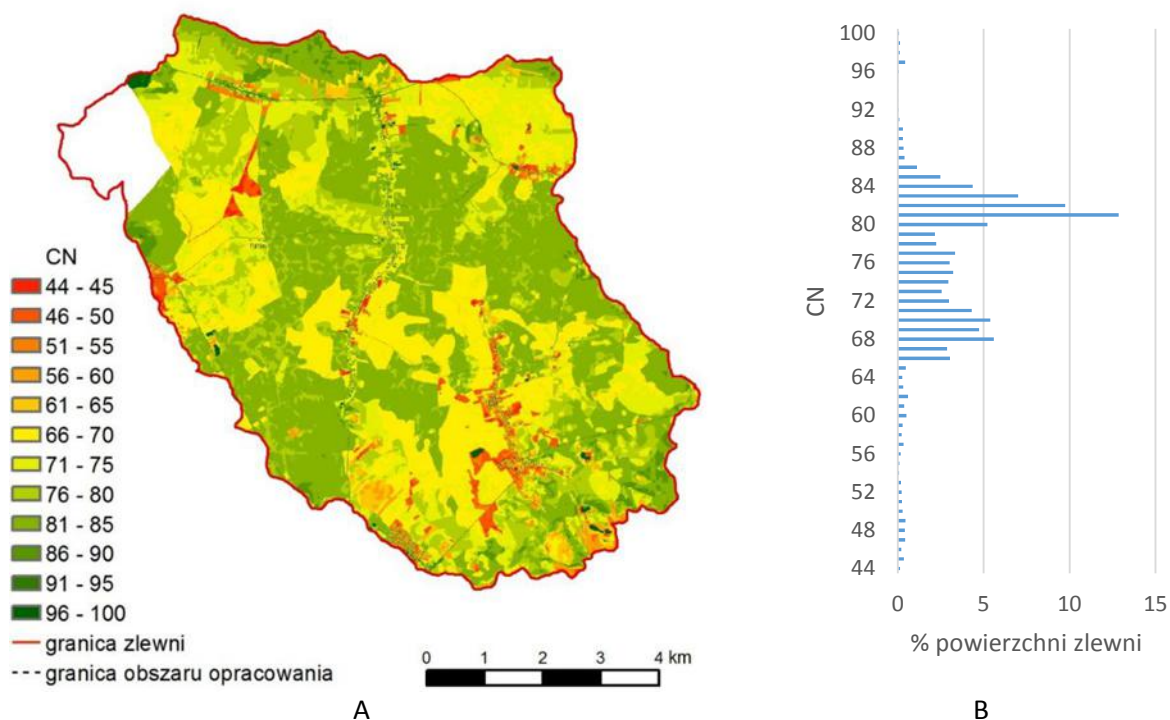 CN
44 - 45
46 - 50
51 - 55
56 - 60
61 - 65
66 - 70
71 - 75
76 - 80
81 - 85
86 - 90
91 - 95
96 - 100
granica zlewni
granica obszaru opracowania
0 1 2 3 4 km
A
CN
100
96
92
88
84
80
76
72
68
64
60
56
52
48
44
0 5 10 15
% powierzchni zlewni
B